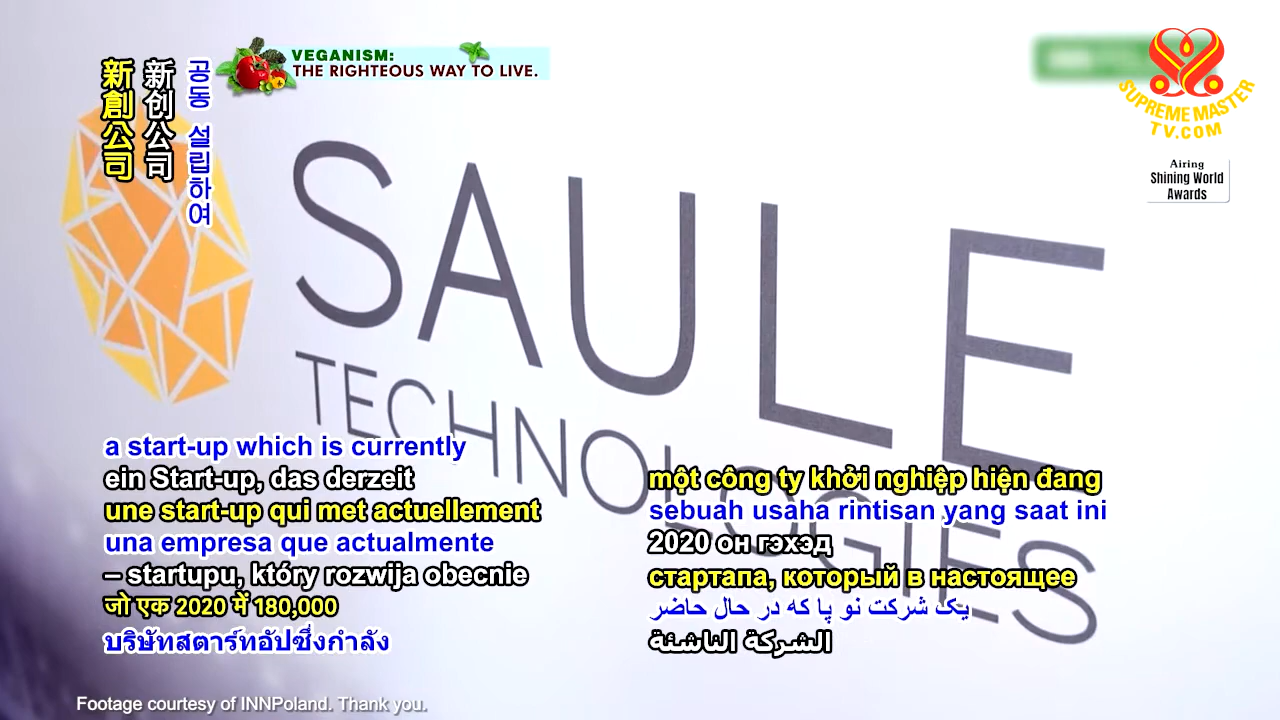 VEGANISM:
THE RIGHTEOUS WAY TO LIVE.
SUPREME MASTER
TV.COM
Airing
Shining World
Awards
新創公司
新创公司
공동 설립하여
SAULE
TECHNOLOGIES
a start-up which is currently
ein Start-up, das derzeit
une start-up qui met actuellement
una empresa que actualmente
– startupu, który rozwija obecnie
जो एक 2020 में 180,000
บริษัทสตาร์ทอัปซึ่งกำลัง
một công ty khởi nghiệp hiện đang
sebuah usaha rintisan yang saat ini
2020 он гэхэд
стартапа, который в настоящее
یک شرکت نو پا که در حال حاضر
الشركة الناشئة
Footage courtesy of INNPoland. Thank you.